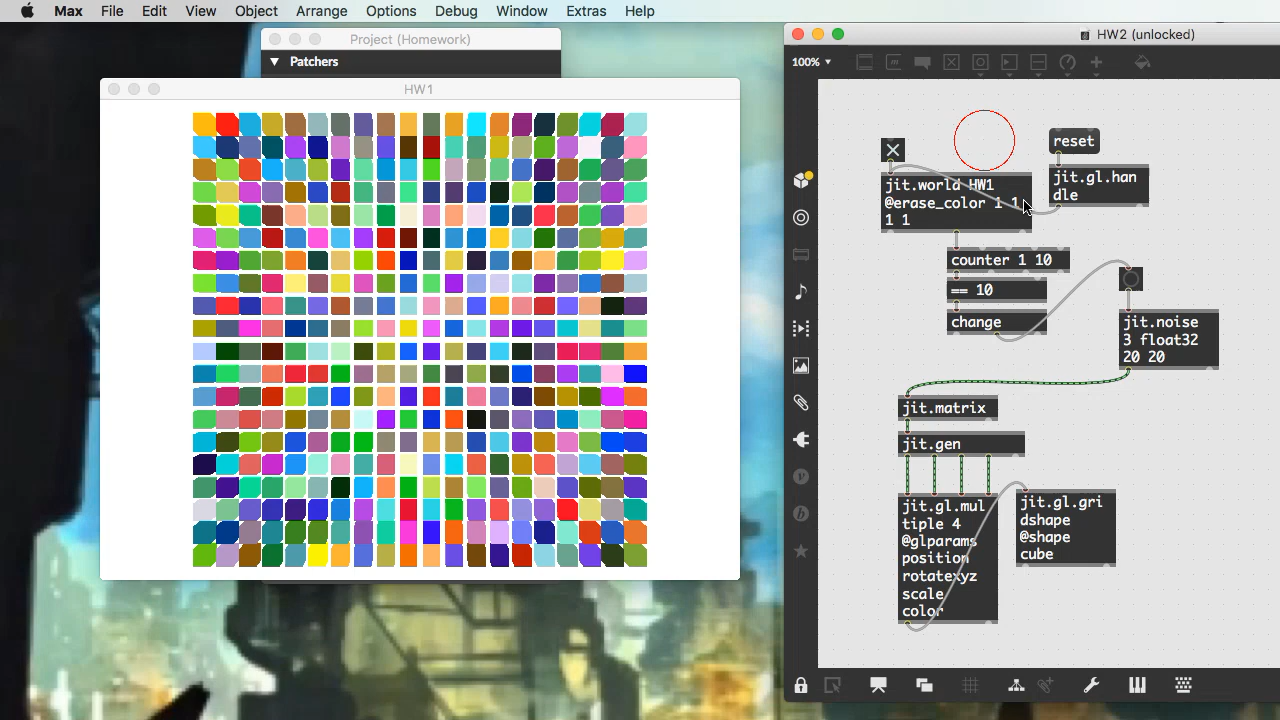 Max File Edit View Object Arrange Options Debug Window Extras Help
Project (Homework)
Patchers
HW1
HW2 (unlocked)
100%
reset
jit.world HW1
@erase_color 1 1
1 1
jit.gl.han
dle
counter 1 10
== 10
change
jit.noise
3 float32
20 20
jit.matrix
jit.gen
jit.gl.mul
tiple 4
@glparams
position
rotatexyz
scale
color
jit.gl.gri
dshape
@shape
cube